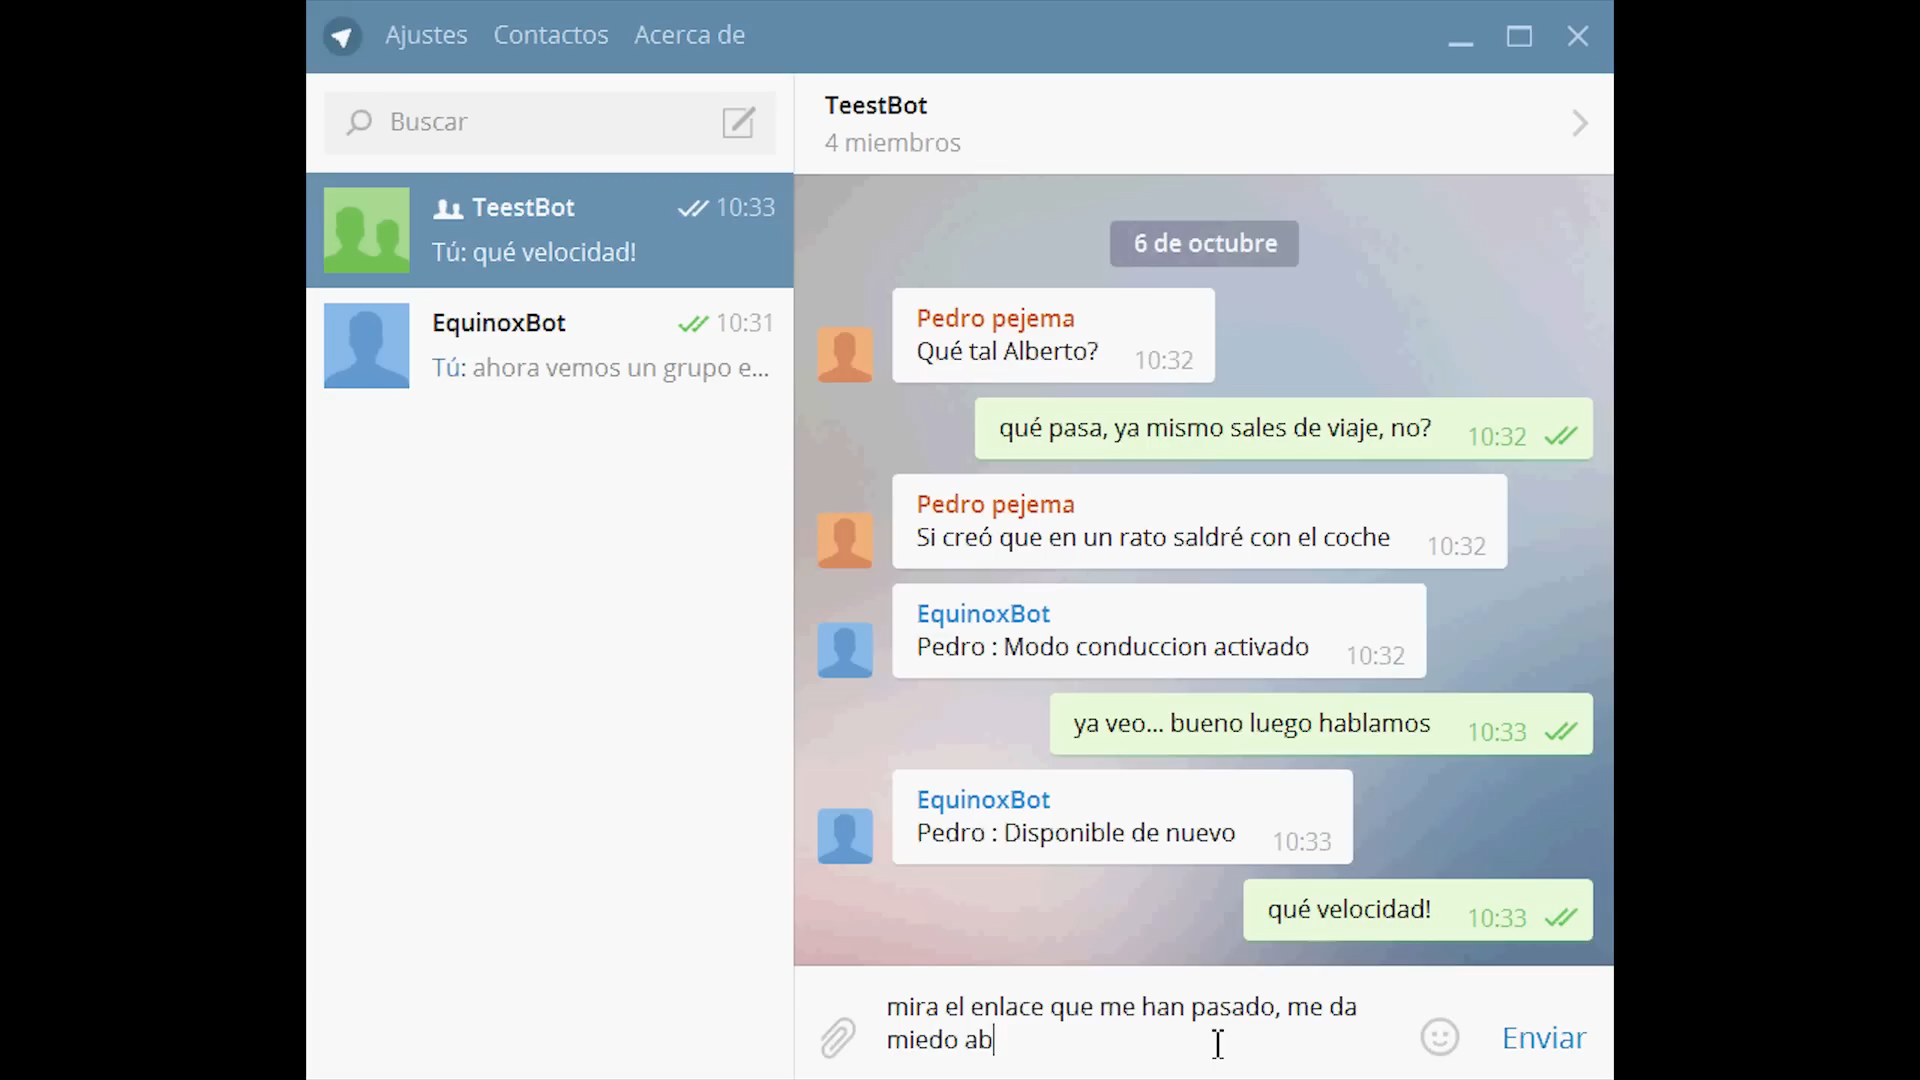 Ajustes Contactos Acerca de
Buscar
TeestBot 10:33
Tú: qué velocidad!
EquinoxBot 10:31
Tú: ahora vemos un grupo e...
TeestBot
4 miembros
6 de octubre
Pedro pejema
Qué tal Alberto? 10:32
qué pasa, ya mismo sales de viaje, no? 10:32
Pedro pejema
Si creó que en un rato saldré con el coche 10:32
EquinoxBot
Pedro : Modo conduccion activado 10:32
ya veo... bueno luego hablamos 10:33
EquinoxBot
Pedro : Disponible de nuevo 10:33
qué velocidad! 10:33
mira el enlace que me han pasado, me da
miedo ab
Enviar